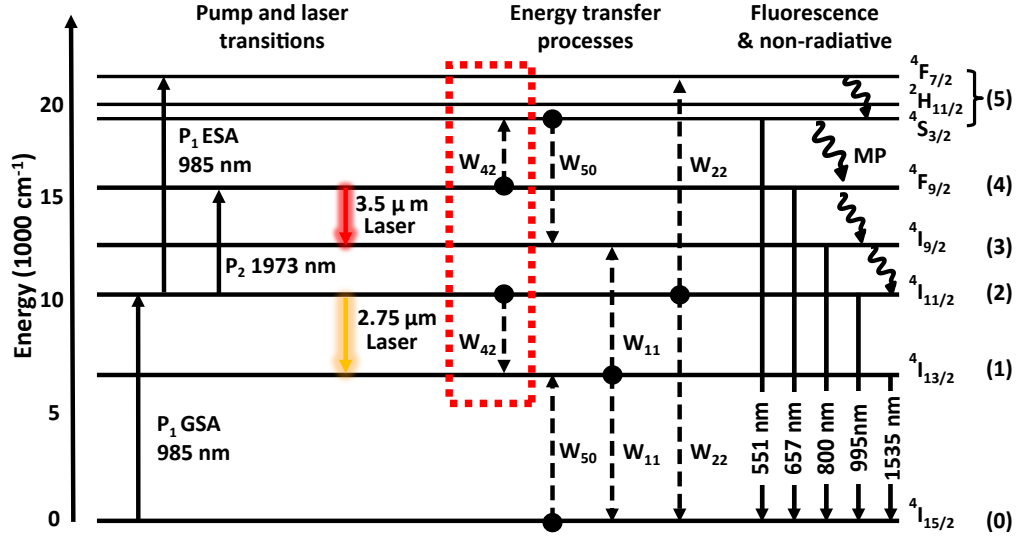 Pump and laser
transitions
Energy transfer
processes
Fluorescence
& non-radiative
Energy (1000 cm⁻¹)
20
15
10
5
0
P₁ ESA
985 nm
P₂ 1973 nm
P₁ GSA
985 nm
3.5 μ m
Laser
2.75 μm
Laser
W₄₂
W₅₀
W₂₂
W₄₂
W₁₁
W₅₀
W₁₁
W₂₂
MP
551 nm
657 nm
800 nm
995nm
1535 nm
⁴F₇/₂
²H₁₁/₂
⁴S₃/₂
(5)
⁴F₉/₂
(4)
⁴I₉/₂
(3)
⁴I₁₁/₂
(2)
⁴I₁₃/₂
(1)
⁴I₁₅/₂
(0)